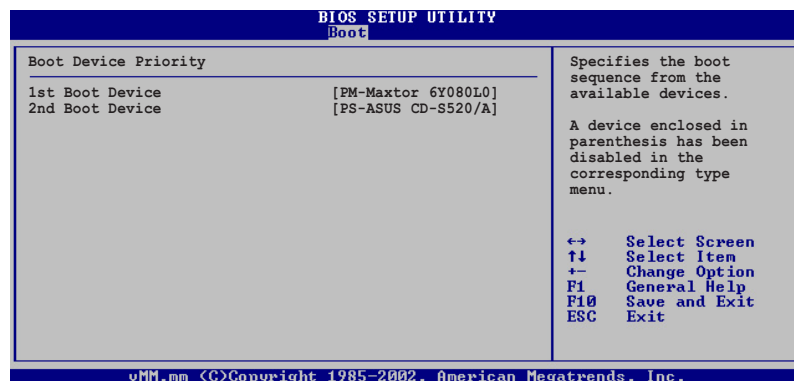 BIOS SETUP UTILITY
Boot
Boot Device Priority
1st Boot Device [PM-Maxtor 6Y080L0]
2nd Boot Device [PS-ASUS CD-S520/A]
Specifies the boot
sequence from the
available devices.
A device enclosed in
parenthesis has been
disabled in the
corresponding type
menu.
←→ Select Screen
↑↓ Select Item
+- Change Option
F1 General Help
F10 Save and Exit
ESC Exit
vMM.mm (C)Copyright 1985-2002, American Megatrends, Inc.